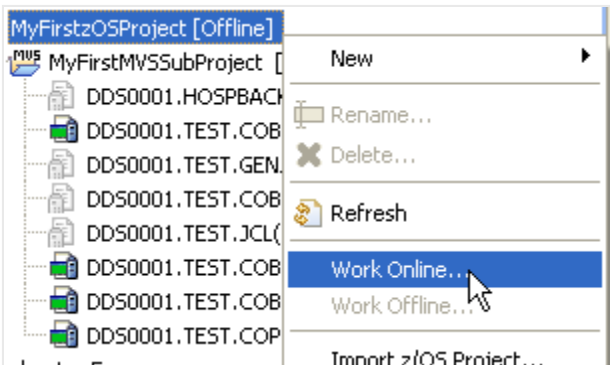 MyFirstzOSProject [Offline]
MVS MyFirstMVSSubProject [
DDS0001.HOSPBACK
DDS0001.TEST.COB
DDS0001.TEST.GEN.
DDS0001.TEST.COB
DDS0001.TEST.JCL(
DDS0001.TEST.COB
DDS0001.TEST.COB
DDS0001.TEST.COP
New
Rename...
Delete...
Refresh
Work Online...
Work Offline...
Import z/OS Project...